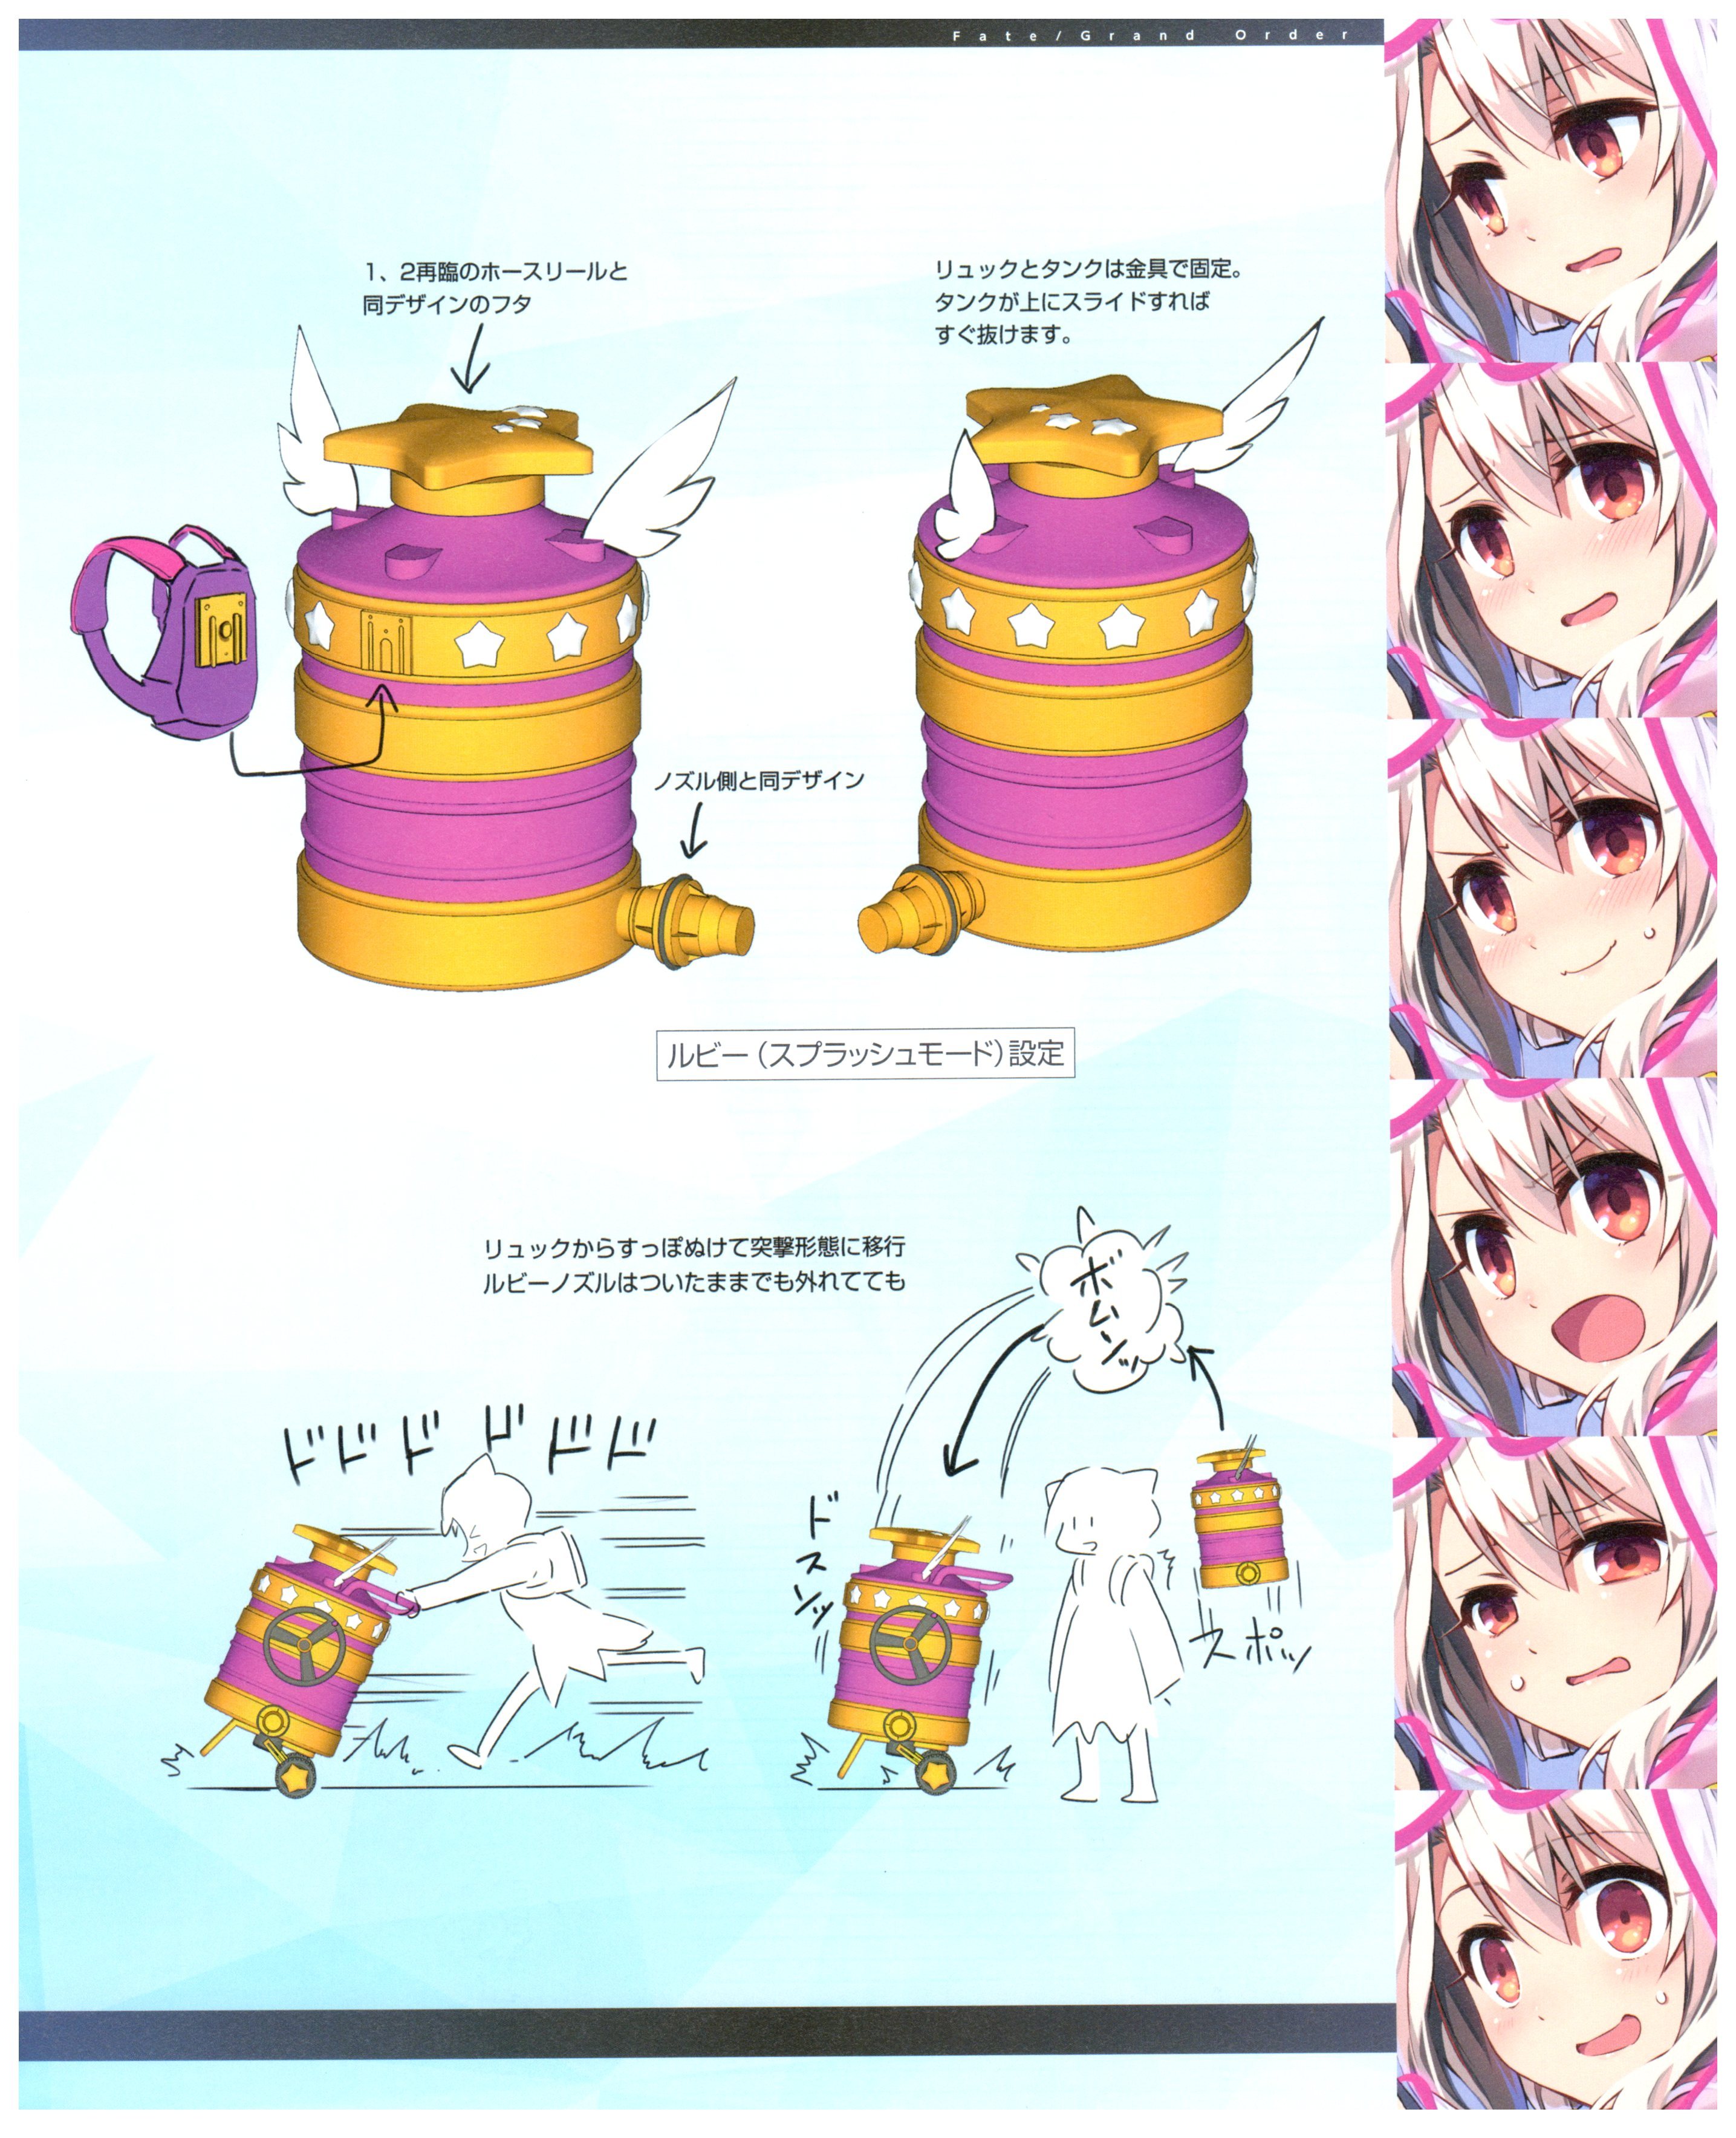 Fate/Grand Order
1、2再臨のホースリールと
同デザインのフタ
リュックとタンクは金具で固定。
タンクが上にスライドすれば
すぐ抜けます。
ノズル側と同デザイン
ルビー（スプラッシュモード）設定
リュックからすっぽぬけて突撃形態に移行
ルビーノズルはついたままでも外れてても
ボムンッ
ドドドドドド
ドスンッ
スポッ